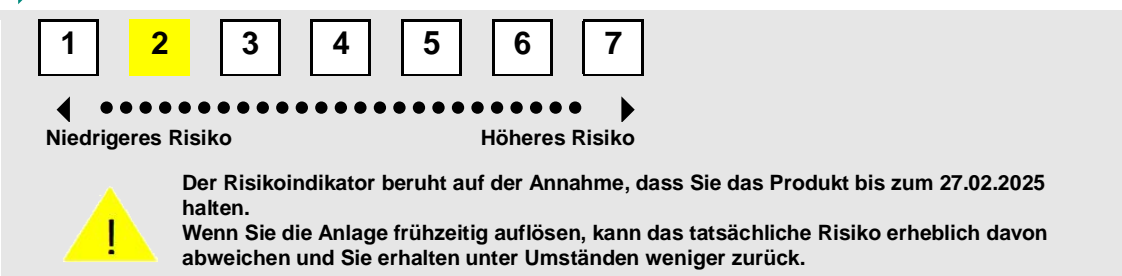 1 2 3 4 5 6 7
Niedrigeres Risiko Höheres Risiko
Der Risikoindikator beruht auf der Annahme, dass Sie das Produkt bis zum 27.02.2025
halten.
Wenn Sie die Anlage frühzeitig auflösen, kann das tatsächliche Risiko erheblich davon
abweichen und Sie erhalten unter Umständen weniger zurück.
!